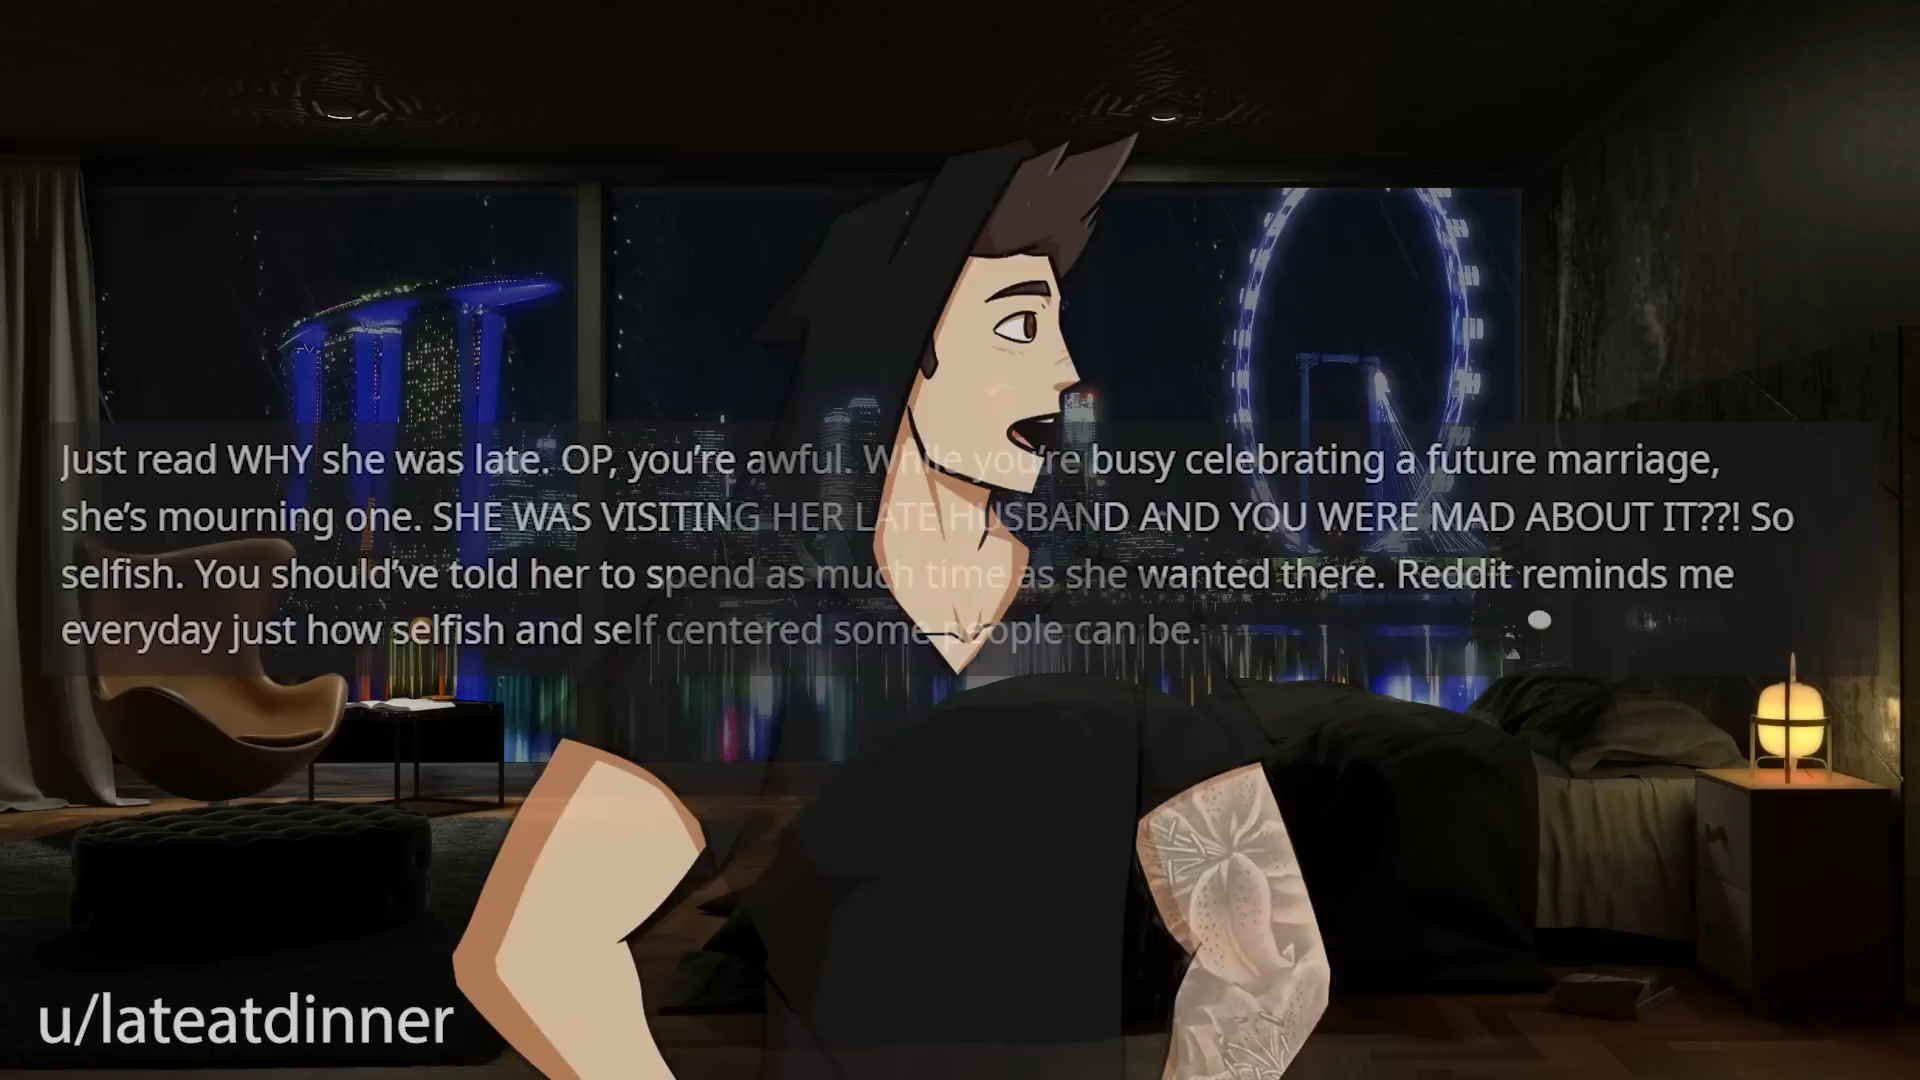 Just read WHY she was late. OP, you’re awful. While you’re busy celebrating a future marriage,
she’s mourning one. SHE WAS VISITING HER LATE HUSBAND AND YOU WERE MAD ABOUT IT??! So
selfish. You should’ve told her to spend as much time as she wanted there. Reddit reminds me
everyday just how selfish and self centered some people can be.
u/lateatdinner